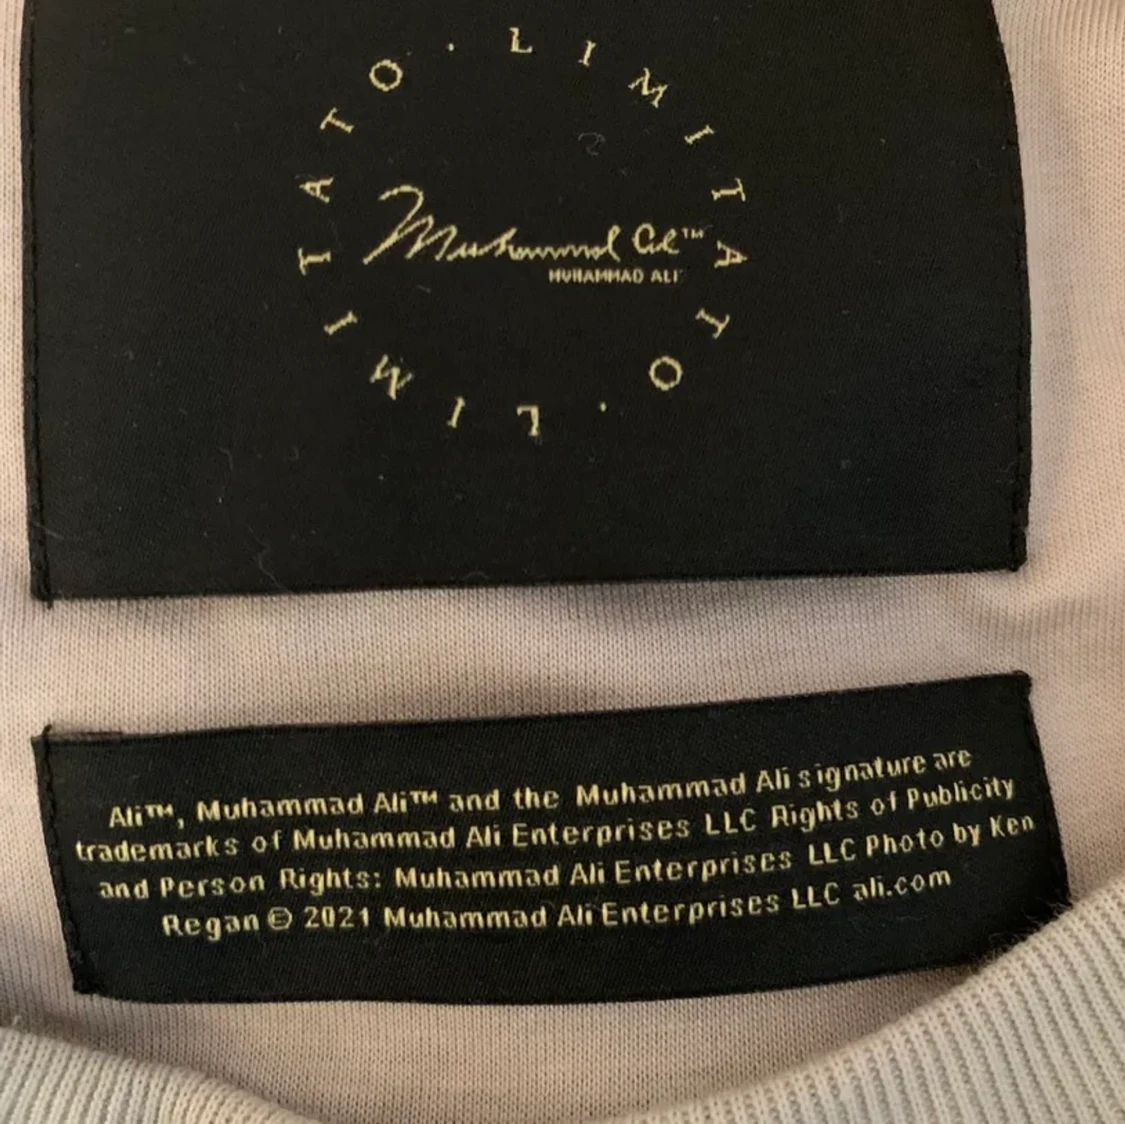 LIMITATO · LIMITATO ·
Muhammad Ali™
MUHAMMAD ALI
Ali™, Muhammad Ali™ and the Muhammad Ali signature are
trademarks of Muhammad Ali Enterprises LLC Rights of Publicity
and Person Rights: Muhammad Ali Enterprises LLC Photo by Ken
Regan © 2021 Muhammad Ali Enterprises LLC ali.com